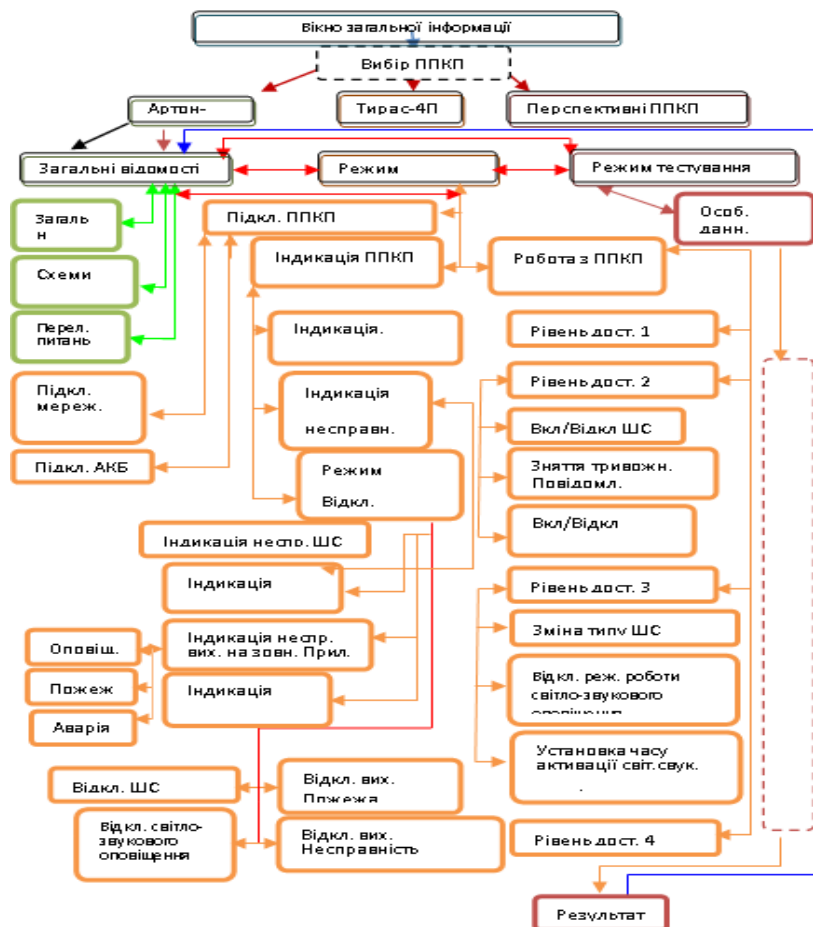 Вікно загальної інформації
Вибір ППКП
Артон-
Тирас-4П
Перспективні ППКП
Загальні відомості
Режим
Режим тестування
Загаль
н
Підкл. ППКП
Особ.
данн.
Схеми
Індикація ППКП
Робота з ППКП
Перел.
питань
Індикація.
Рівень дост. 1
Підкл.
мереж.
Індикація
несправн.
Рівень дост. 2
Вкл/Відкл ШС
Підкл. АКБ
Режим
Відкл.
Зняття тривожн.
Повідомл.
Вкл/Відкл
Індикація неспр. ШС
Індикація
Рівень дост. 3
Оповіщ.
Індикація неспр.
вих. на зовн. Прил.
Зміна типу ШС
Пожеж
Індикація
Відкл. реж. роботи
світло-звукового
оповіщення
Аварія
Установка часу
активації світ.звук.
.
Відкл. ШС
Відкл. вих.
Пожежа
Відкл. світло-
звукового
оповіщення
Відкл. вих.
Несправність
Рівень дост. 4
Результат